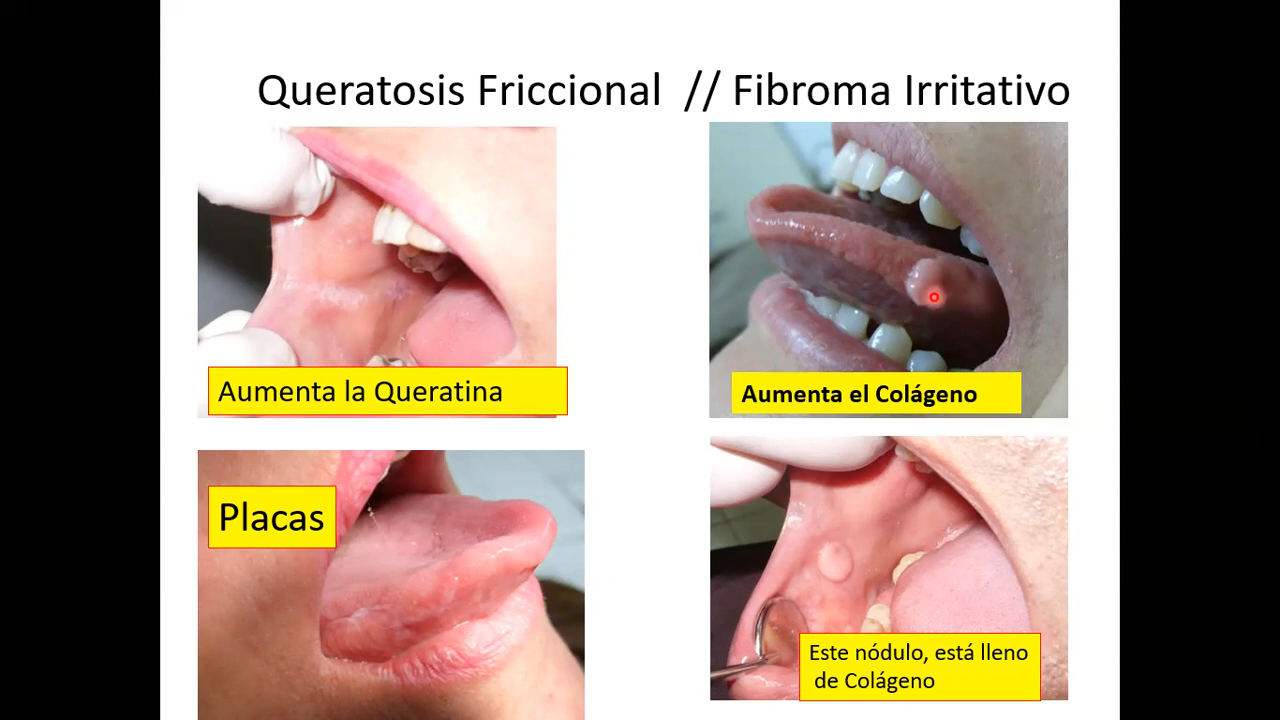 Queratosis Friccional // Fibroma Irritativo
Aumenta la Queratina
Aumenta el Colágeno
Placas
Este nódulo, está lleno
de Colágeno